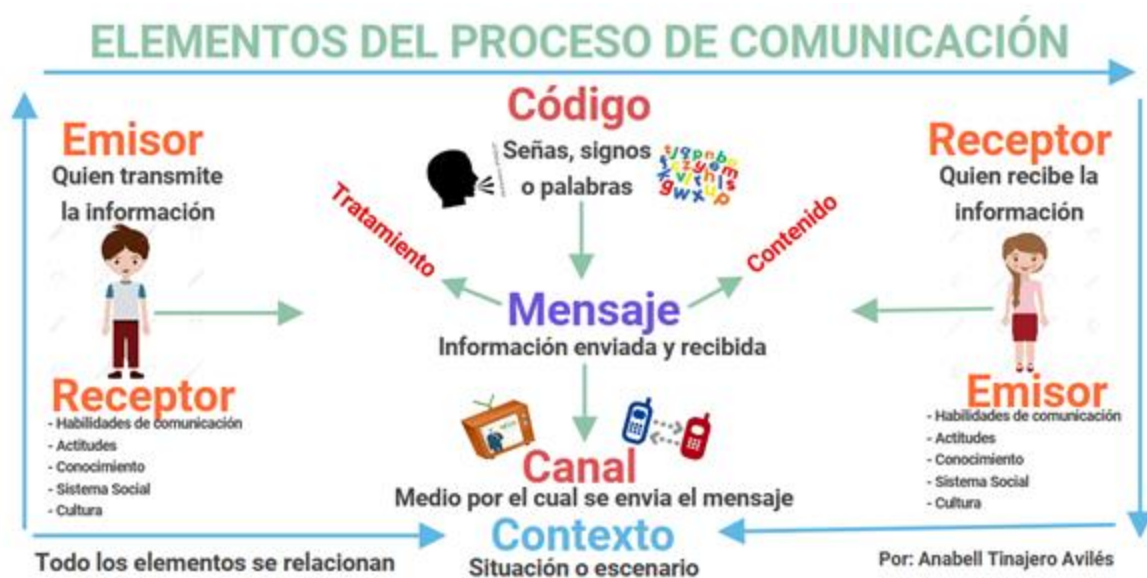 ELEMENTOS DEL PROCESO DE COMUNICACIÓN
Emisor
Quien transmite
la información
Receptor
- Habilidades de comunicación
- Actitudes
- Conocimiento
- Sistema Social
- Cultura
Código
Señas, signos
o palabras
Tratamiento
Contenido
Mensaje
Información enviada y recibida
Canal
Medio por el cual se envia el mensaje
Contexto
Situación o escenario
Receptor
Quien recibe la
información
Emisor
- Habilidades de comunicación
- Actitudes
- Conocimiento
- Sistema Social
- Cultura
Todo los elementos se relacionan
Por: Anabell Tinajero Avilés